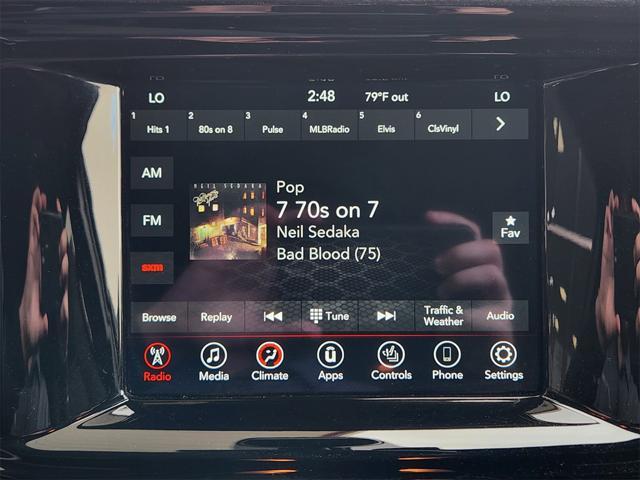 LO 2:48 79°F out LO
1 Hits 1 2 80s on 8 3 Pulse 4 MLBRadio 5 Elvis 6 ClsVinyl
AM
FM
sxm
NEIL SEDAKA
Pop
7 70s on 7
Neil Sedaka
Bad Blood (75)
Fav
Browse Replay Tune Traffic & Weather Audio
Radio Media Climate Apps Controls Phone Settings